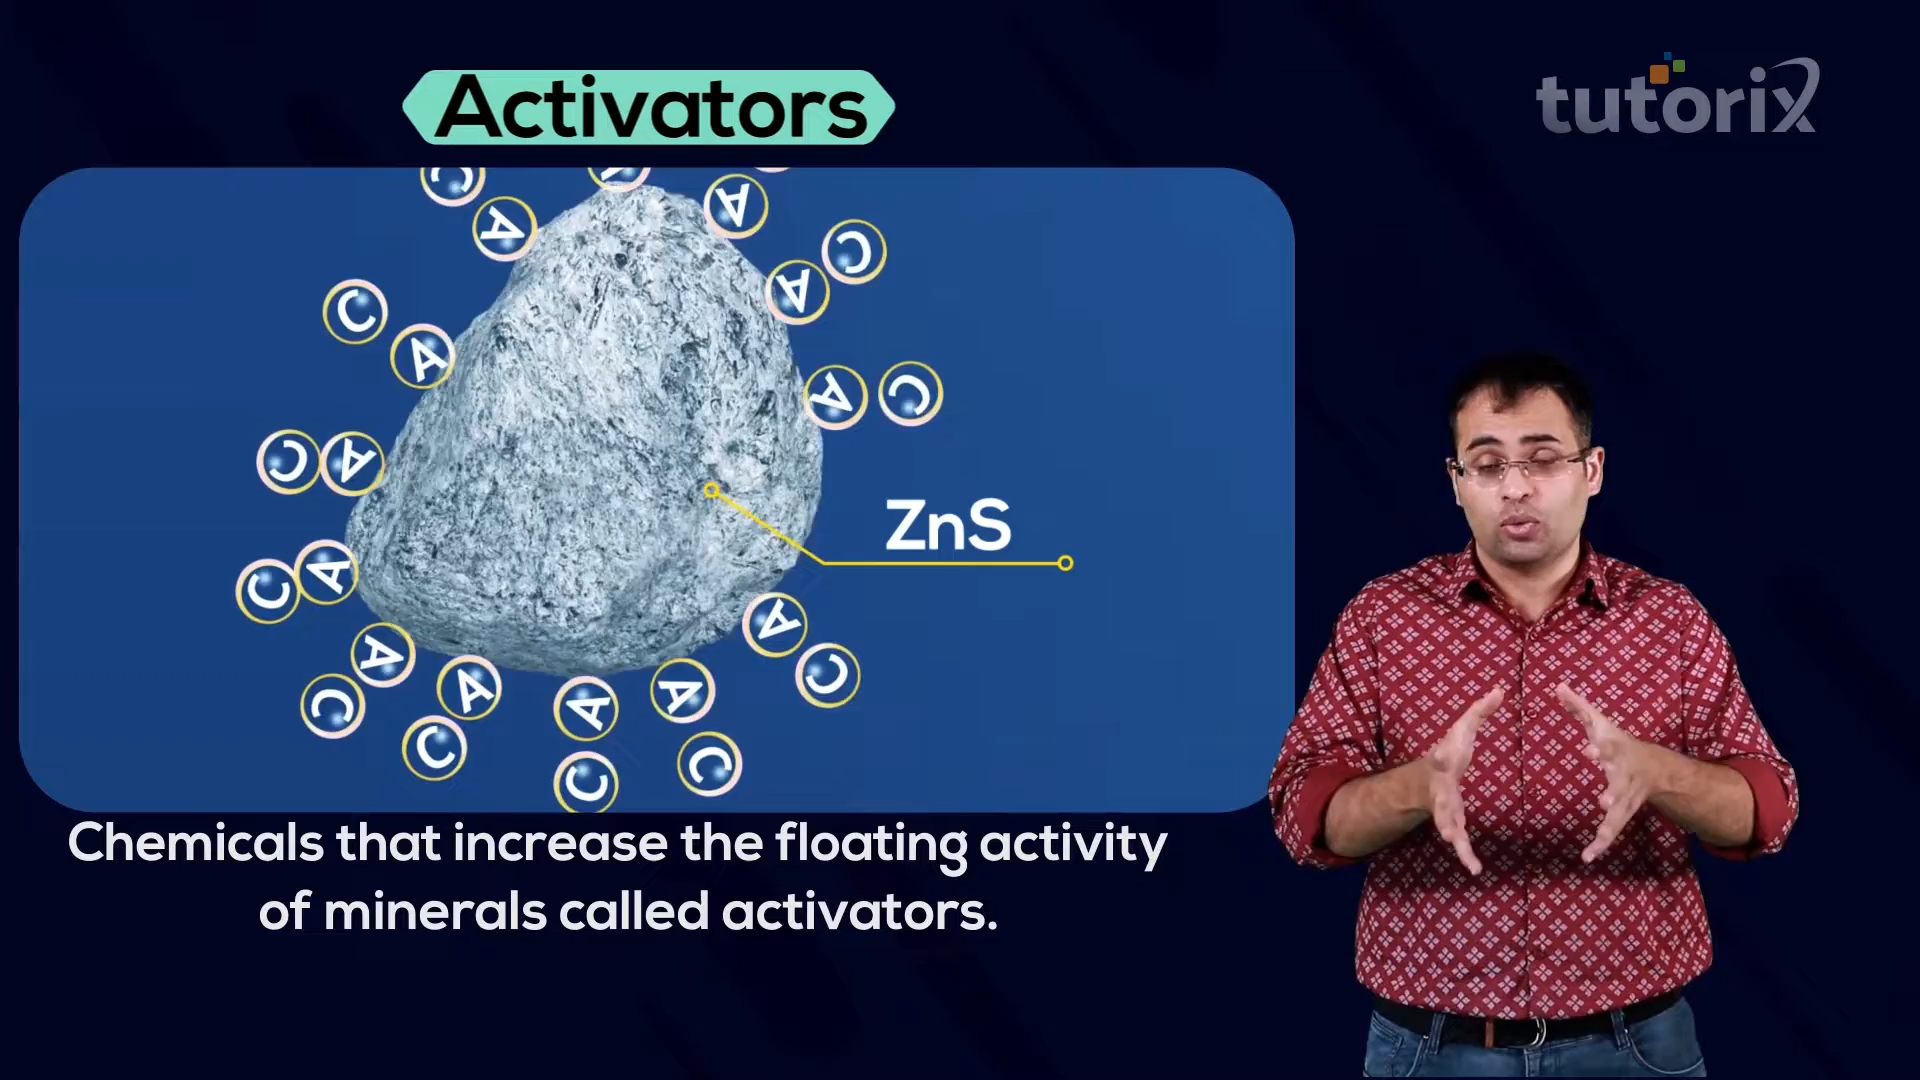 Activators
tutorix
C
A
A
C
A
C
A
C
A
A
C
C
A
ZnS
C
A
A
A
C
A
C
A
A
C
C
C
C
Chemicals that increase the floating activity
of minerals called activators.